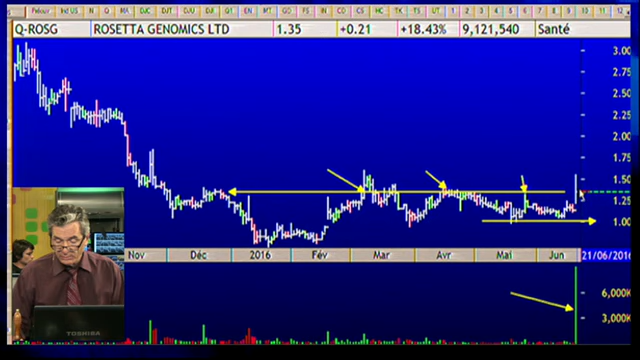 Q-ROSG ROSETTA GENOMICS LTD 1.35 +0.21 +18.43% 9,121,540 Santé
3.00
2.75
2.50
2.25
2.00
1.75
1.50
1.25
1.00
Nov Déc 2016 Fév Mar Avr Mai Jun 21/06/2016
6,000K
3,000K
TOSHIBA